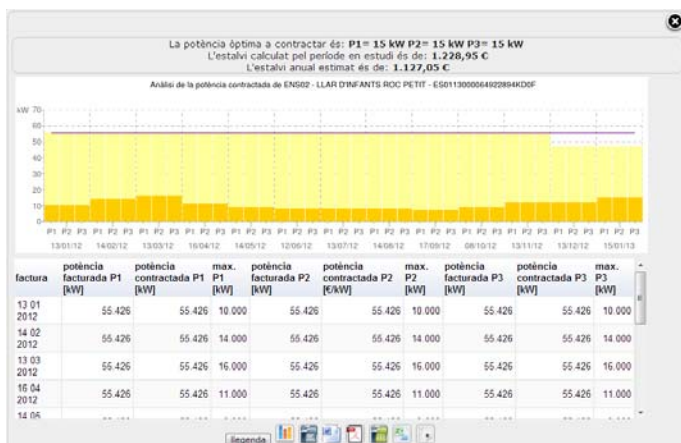 La potència òptima a contractar és: P1= 15 kW P2= 15 kW P3= 15 kW
L'estalvi calculat pel període en estudi és de: 1.228,95 €
L'estalvi anual estimat és de: 1.127,05 €
Anàlisi de la potència contractada de ENS02 - LLAR D'INFANTS ROC PETIT - ES0113000064922894KD0F
kW 70
60
50
40
30
20
10
0
P1 P2 P3 P1 P2 P3 P1 P2 P3 P1 P2 P3 P1 P2 P3 P1 P2 P3 P1 P2 P3 P1 P2 P3 P1 P2 P3 P1 P2 P3 P1 P2 P3 P1 P2 P3 P1 P2 P3
13/01/12 14/02/12 13/03/12 16/04/12 14/05/12 12/06/12 13/07/12 14/08/12 17/09/12 08/10/12 13/11/12 13/12/12 15/01/13
factura potència facturada P1 [kW] potència contractada P1 [kW] max. P1 [kW] potència facturada P2 [kW] potència contractada P2 [€/kW] max. P2 [kW] potència facturada P3 [kW] potència contractada P3 [kW] max. P3 [kW]
13 01 2012 55.426 55.426 10.000 55.426 55.426 10.000 55.426 55.426 10.000
14 02 2012 55.426 55.426 14.000 55.426 55.426 14.000 55.426 55.426 14.000
13 03 2012 55.426 55.426 16.000 55.426 55.426 16.000 55.426 55.426 16.000
16 04 2012 55.426 55.426 11.000 55.426 55.426 11.000 55.426 55.426 11.000
14 05
llegenda